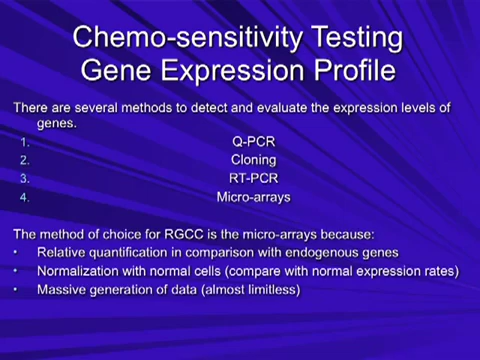 Chemo-sensitivity Testing
Gene Expression Profile
There are several methods to detect and evaluate the expression levels of
genes.
1. Q-PCR
2. Cloning
3. RT-PCR
4. Micro-arrays
The method of choice for RGCC is the micro-arrays because:
• Relative quantification in comparison with endogenous genes
• Normalization with normal cells (compare with normal expression rates)
• Massive generation of data (almost limitless)